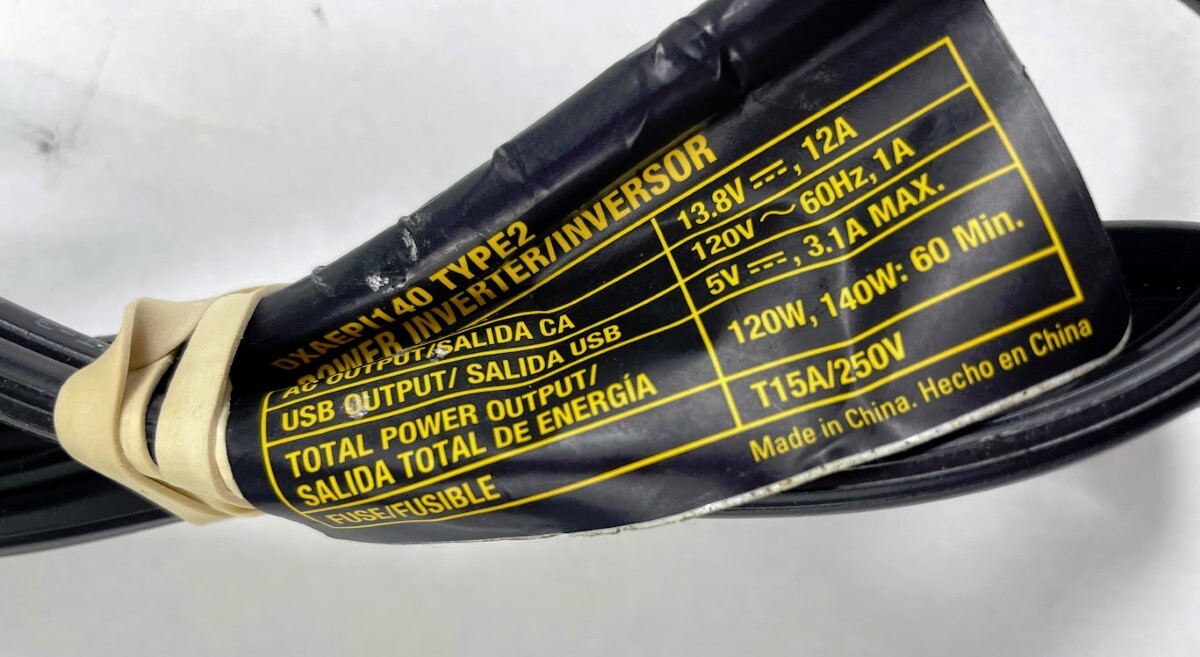 DXAEPI140 TYPE2
POWER INVERTER/INVERSOR
13.8V ⎓, 12A
AC OUTPUT/SALIDA CA 120V ~ 60Hz, 1A
USB OUTPUT/ SALIDA USB 5V ⎓, 3.1A MAX.
TOTAL POWER OUTPUT/
SALIDA TOTAL DE ENERGÍA 120W, 140W: 60 Min.
FUSE/FUSIBLE T15A/250V
Made in China. Hecho en China